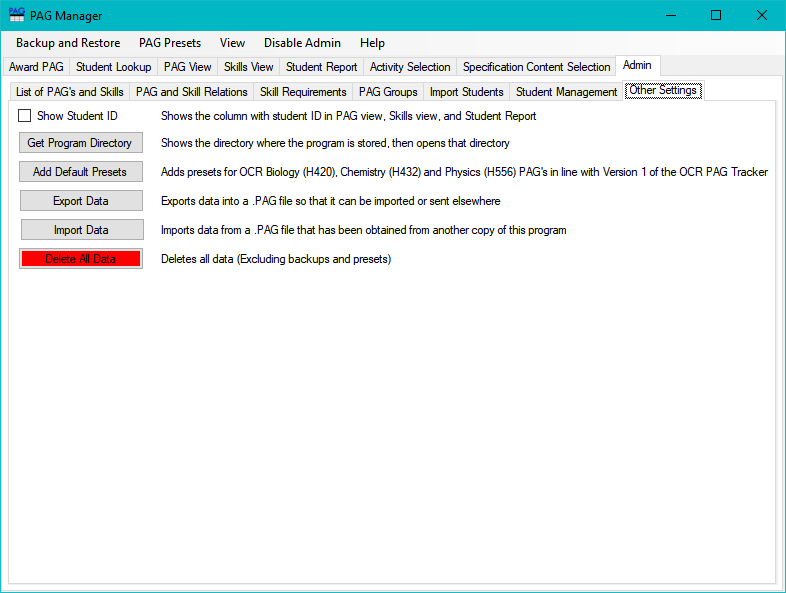 PAG PAG Manager
Backup and Restore PAG Presets View Disable Admin Help
Award PAG Student Lookup PAG View Skills View Student Report Activity Selection Specification Content Selection Admin
List of PAG's and Skills PAG and Skill Relations Skill Requirements PAG Groups Import Students Student Management Other Settings
Show Student ID Shows the column with student ID in PAG view, Skills view, and Student Report
Get Program Directory Shows the directory where the program is stored, then opens that directory
Add Default Presets Adds presets for OCR Biology (H420), Chemistry (H432) and Physics (H556) PAG's in line with Version 1 of the OCR PAG Tracker
Export Data Exports data into a .PAG file so that it can be imported or sent elsewhere
Import Data Imports data from a .PAG file that has been obtained from another copy of this program
Delete All Data Deletes all data (Excluding backups and presets)